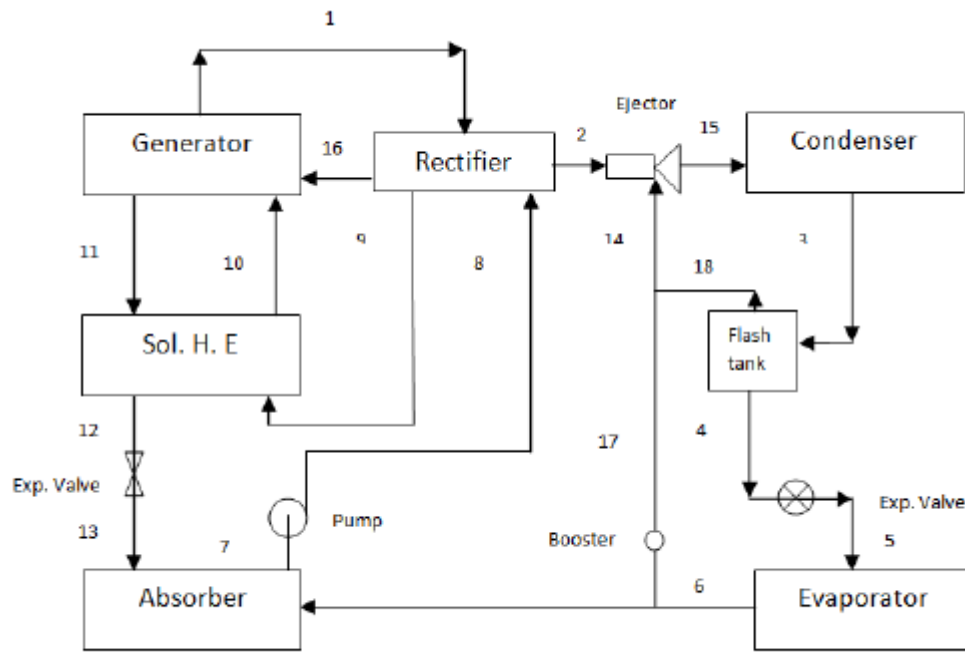 1
Ejector
Generator
16
Rectifier
2
15
Condenser
11
10
9
8
14
3
18
Sol. H. E
Flash
tank
12
17
4
Exp. Valve
Pump
Exp. Valve
13
7
Booster
5
Absorber
6
Evaporator